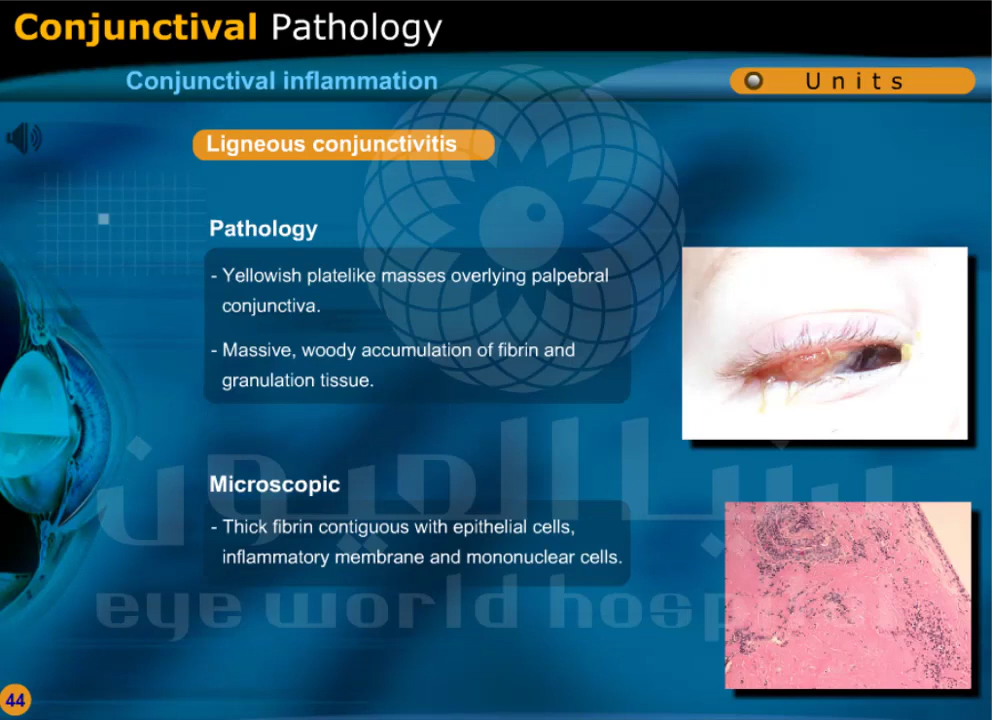 Conjunctival Pathology
Conjunctival inflammation
Units
Ligneous conjunctivitis
Pathology
- Yellowish platelike masses overlying palpebral
conjunctiva.
- Massive, woody accumulation of fibrin and
granulation tissue.
دنيا العيون
Microscopic
- Thick fibrin contiguous with epithelial cells,
inflammatory membrane and mononuclear cells.
eye world hospital
44